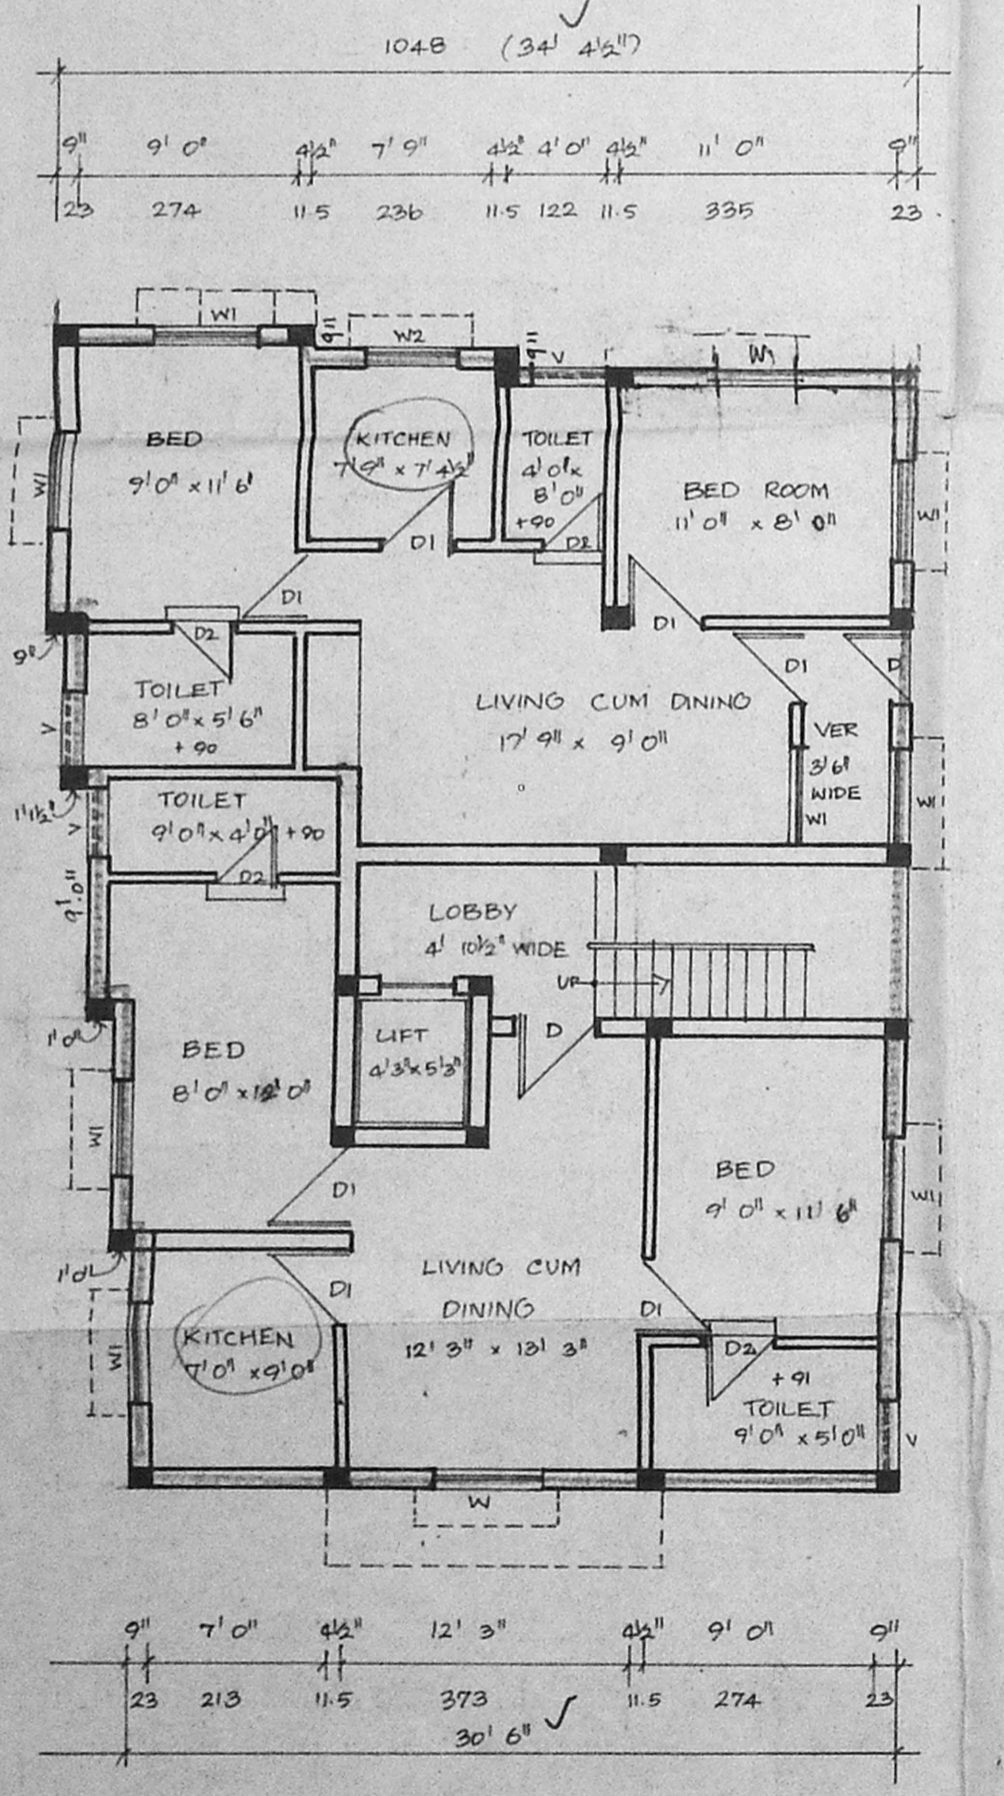 1048 (34' 4½")
9" 9' 0" 4½" 7' 9" 4½" 4' 0" 4½" 11' 0" 9"
23 274 11.5 236 11.5 122 11.5 335 23
W1
9"
W2
9"
V
W1
BED
9' 0" x 11' 6"
KITCHEN
7' 9" x 7' 4½"
TOILET
4' 0" x
8' 0"
+90
BED ROOM
11' 0" x 8' 0"
W1
W1
D1
D2
D1
D1
D2
9"
D1
D
TOILET
8' 0" x 5' 6"
+90
V
LIVING CUM DINING
17' 9" x 9' 0"
VER
3' 6"
WIDE
W1
W1
1' 1½"
TOILET
9' 0" x 4' 0" +90
V
D2
9' 0"
LOBBY
4' 10½" WIDE
UP
1' 0"
BED
8' 0" x 12' 0"
LIFT
4' 3" x 5' 3"
D
W1
BED
9' 0" x 11' 6"
W1
D1
1' 0"
LIVING CUM
DINING
12' 3" x 13' 3"
D1
D1
KITCHEN
7' 0" x 9' 0"
W1
D2
+91
TOILET
9' 0" x 5' 0"
V
W
9" 7' 0" 4½" 12' 3" 4½" 9' 0" 9"
23 213 11.5 373 11.5 274 23
30' 6"